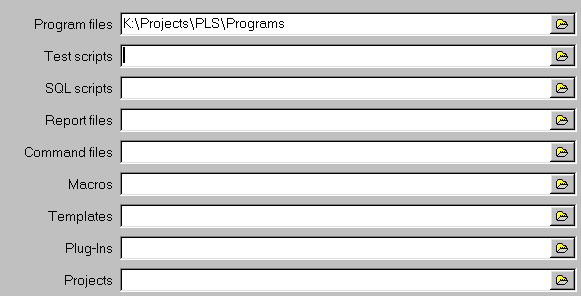 Program files K:\Projects\PLS\Programs
Test scripts
SQL scripts
Report files
Command files
Macros
Templates
Plug-Ins
Projects